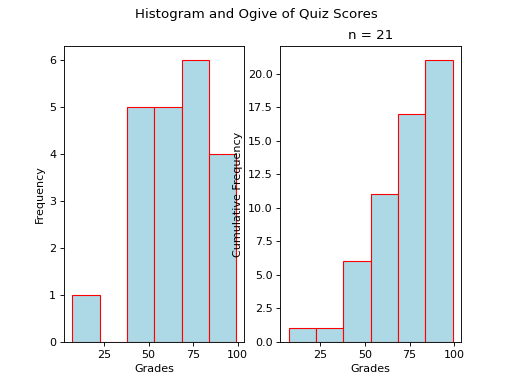 Histogram and Ogive of Quiz Scores
n = 21
6
5
4
3
2
1
0
Frequency
25 50 75 100
Grades
20.0
17.5
15.0
12.5
10.0
7.5
5.0
2.5
0.0
Cumulative Frequency
25 50 75 100
Grades